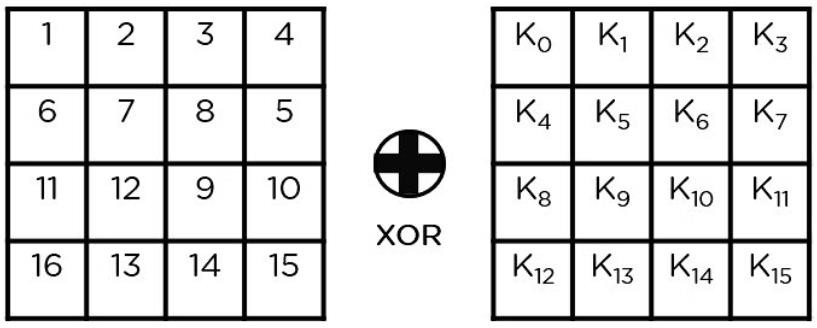 1 2 3 4 K₀ K₁ K₂ K₃
6 7 8 5 K₄ K₅ K₆ K₇
11 12 9 10 K₈ K₉ K₁₀ K₁₁
XOR
16 13 14 15 K₁₂ K₁₃ K₁₄ K₁₅